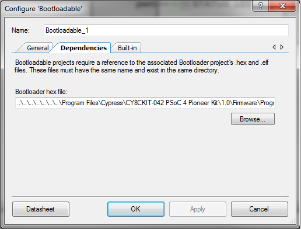 Configure 'Bootloadable'
Name: Bootloadable_1
General Dependencies Built-in
Bootloadable projects require a reference to the associated Bootloader project's .hex and .elf
files. These files must have the same name and exist in the same directory.
Bootloader hex file:
..\..\..\..\..\..\Program Files\Cypress\CY8CKIT-042 PSoC 4 Pioneer Kit\1.0\Firmware\Progr
Browse...
Datasheet OK Apply Cancel